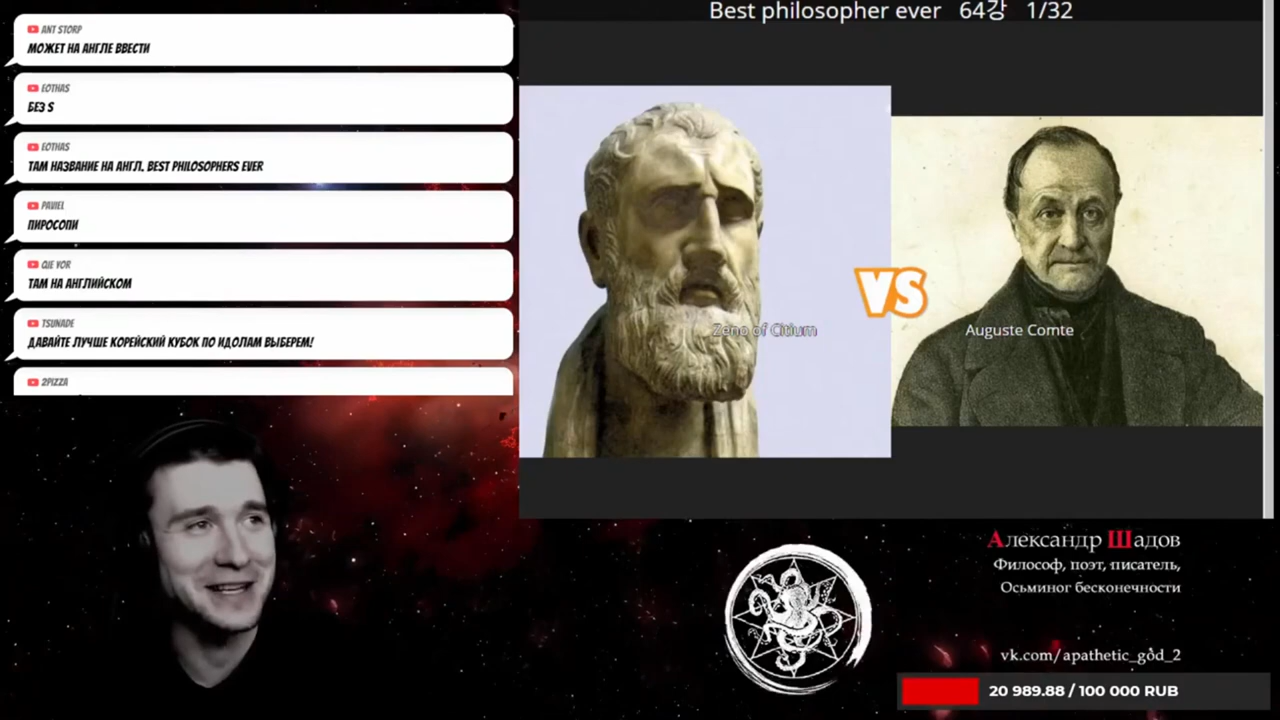 ANT STORP
МОЖЕТ НА АНГЛЕ ВВЕСТИ
EOTHAS
БЕЗ S
EOTHAS
ТАМ НАЗВАНИЕ НА АНГЛ. BEST PHILOSOPHERS EVER
PAVIEL
ПИРОСОПИ
QJE YOR
ТАМ НА АНГЛИЙСКОМ
TSUNADE
ДАВАЙТЕ ЛУЧШЕ КОРЕЙСКИЙ КУБОК ПО ИДОЛАМ ВЫБЕРЕМ!
2PIZZA
Best philosopher ever 64강 1/32
Zeno of Citium
VS
Auguste Comte
Александр Шадов
Философ, поэт, писатель,
Осьминог бесконечности
vk.com/apathetic_god_2
20 989.88 / 100 000 RUB